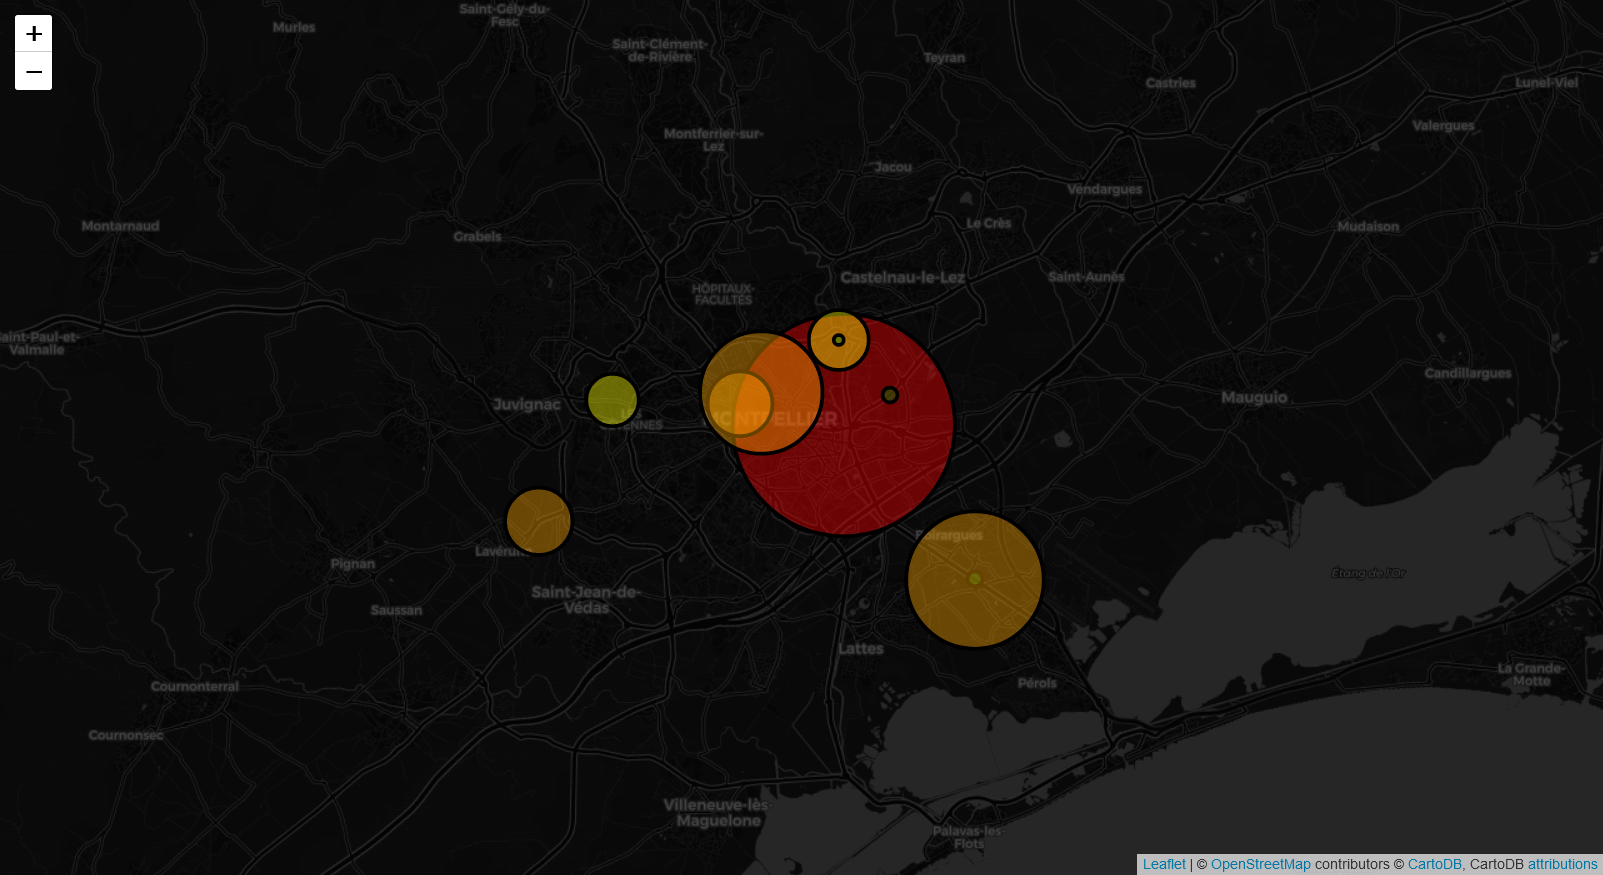 +
−
Saint-Gély-du-
Fesc
Murles
Saint-Clément-
de-Rivière
Teyran
Castries
Lunel-Viel
Valergues
Montferrier-sur-
Lez
Jacou
Vendargues
Montarnaud
Grabels
Le Crès
Mudaison
Castelnau-le-Lez
Saint-Aunès
HÔPITAUX-
FACULTÉS
Saint-Paul-et-
Valmalle
Candillargues
Juvignac
Mauguio
MONTPELLIER
LES
CÉVENNES
Boirargues
Lavérune
Pignan
Étang de l'Or
Saint-Jean-de-
Védas
Saussan
Lattes
La Grande-
Motte
Pérols
Cournonterral
Cournonsec
Villeneuve-lès-
Maguelone
Palavas-les-
Flots
Leaflet | © OpenStreetMap contributors © CartoDB, CartoDB attributions